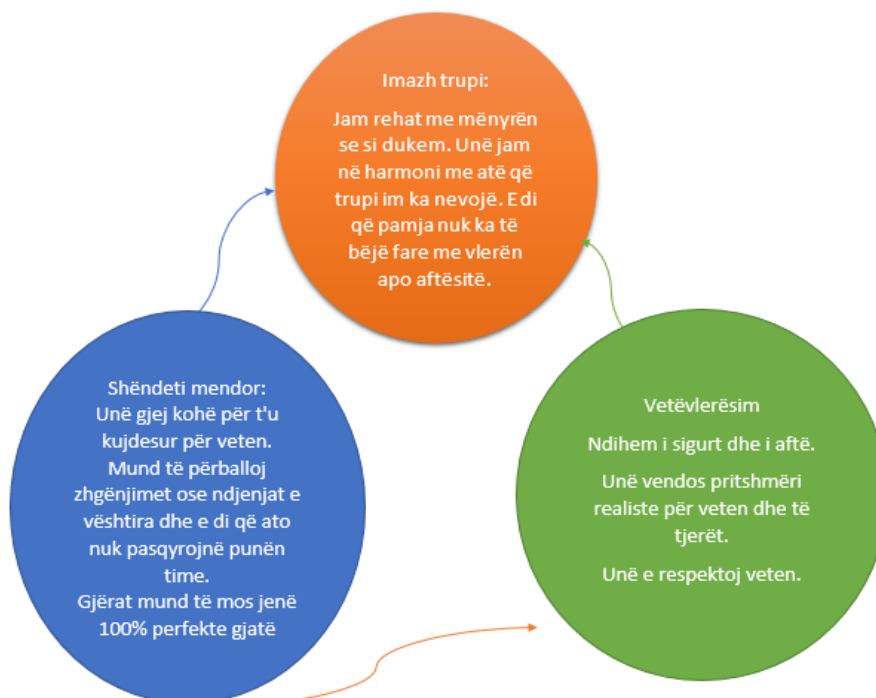 Imazh trupi:
Jam rehat me mënyrën
se si dukem. Unë jam
në harmoni me atë që
trupi im ka nevojë. E di
që pamja nuk ka të
bëjë fare me vlerën
apo aftësitë.
Shëndeti mendor:
Unë gjej kohë për t'u
kujdesur për veten.
Mund të përballoj
zhgënjimet ose ndjenjat e
vështira dhe e di që ato
nuk pasqyrojnë punën
time.
Gjërat mund të mos jenë
100% perfekte gjatë
Vetëvlerësim
Ndihem i sigurt dhe i aftë.
Unë vendos pritshmëri
realiste për veten dhe të
tjerët.
Unë e respektoj veten.